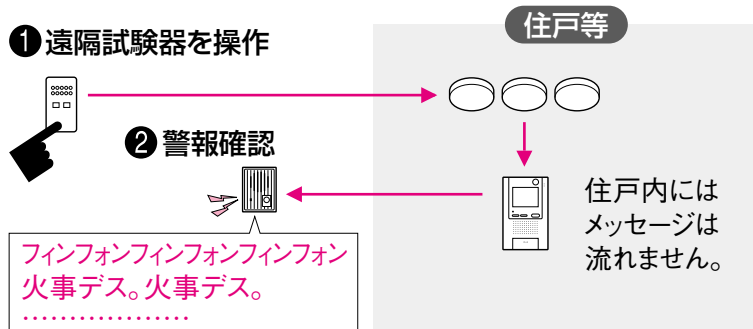 ❶遠隔試験器を操作
住戸等
❷警報確認
フィンフォンフィンフォンフィンフォン
火事デス。火事デス。
………………
住戸内には
メッセージは
流れません。